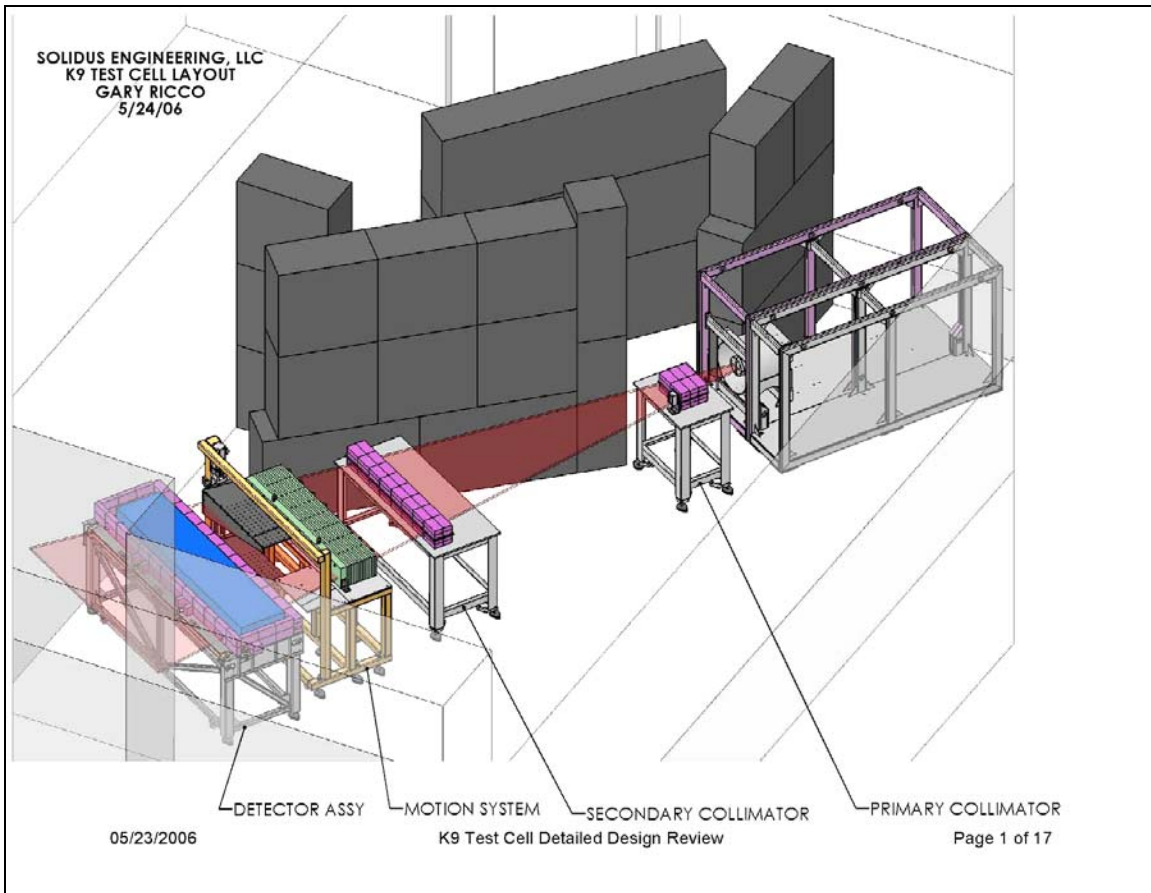 SOLIDUS ENGINEERING, LLC
K9 TEST CELL LAYOUT
GARY RICCO
5/24/06
DETECTOR ASSY
MOTION SYSTEM
SECONDARY COLLIMATOR
PRIMARY COLLIMATOR
05/23/2006
K9 Test Cell Detailed Design Review
Page 1 of 17